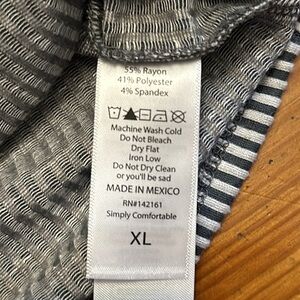 55% Rayon
41% Polyester
4% Spandex
Machine Wash Cold
Do Not Bleach
Dry Flat
Iron Low
Do Not Dry Clean
or you'll be sad
MADE IN MEXICO
RN#142161
Simply Comfortable
XL